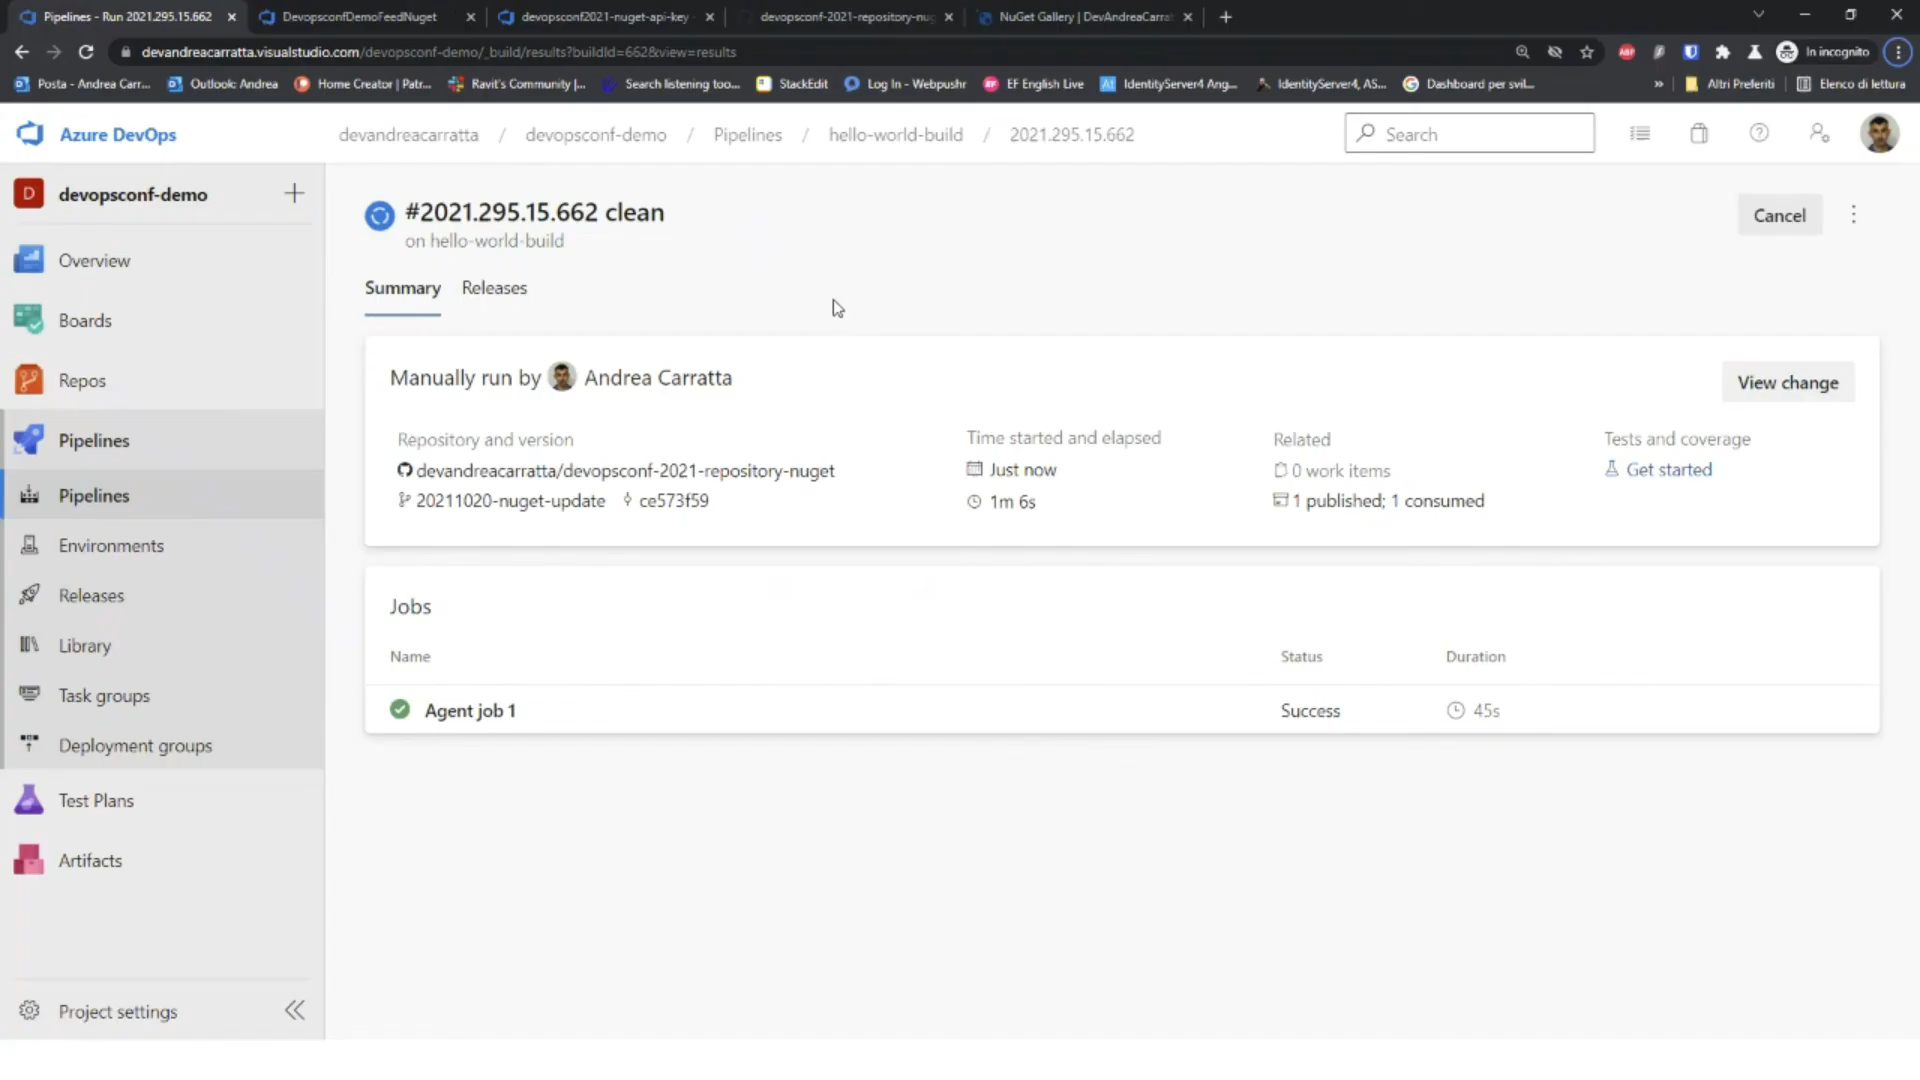 Pipelines - Run 2021.295.15.662
DevopsconfDemoFeedNuget
devopsconf2021-nuget-api-key
devopsconf-2021-repository-nug
NuGet Gallery | DevAndreaCarrat
devandreacarratta.visualstudio.com/devopsconf-demo/_build/results?buildId=662&view=results
ABP
In incognito
Posta - Andrea Carr...
Outlook: Andrea
Home Creator | Patr...
Ravit's Community |...
Search listening too...
StackEdit
Log In - Webpushr
EF English Live
IdentityServer4 Ang...
IdentityServer4, AS...
Dashboard per svil...
»
Altri Preferiti
Elenco di lettura
Azure DevOps
devandreacarratta / devopsconf-demo / Pipelines / hello-world-build / 2021.295.15.662
Search
D
devopsconf-demo
Overview
Boards
Repos
Pipelines
Pipelines
Environments
Releases
Library
Task groups
Deployment groups
Test Plans
Artifacts
Project settings
#2021.295.15.662 clean
on hello-world-build
Cancel
Summary
Releases
Manually run by Andrea Carratta
View change
Repository and version
devandreacarratta/devopsconf-2021-repository-nuget
20211020-nuget-update ce573f59
Time started and elapsed
Just now
1m 6s
Related
0 work items
1 published; 1 consumed
Tests and coverage
Get started
Jobs
Name Status Duration
Agent job 1 Success 45s